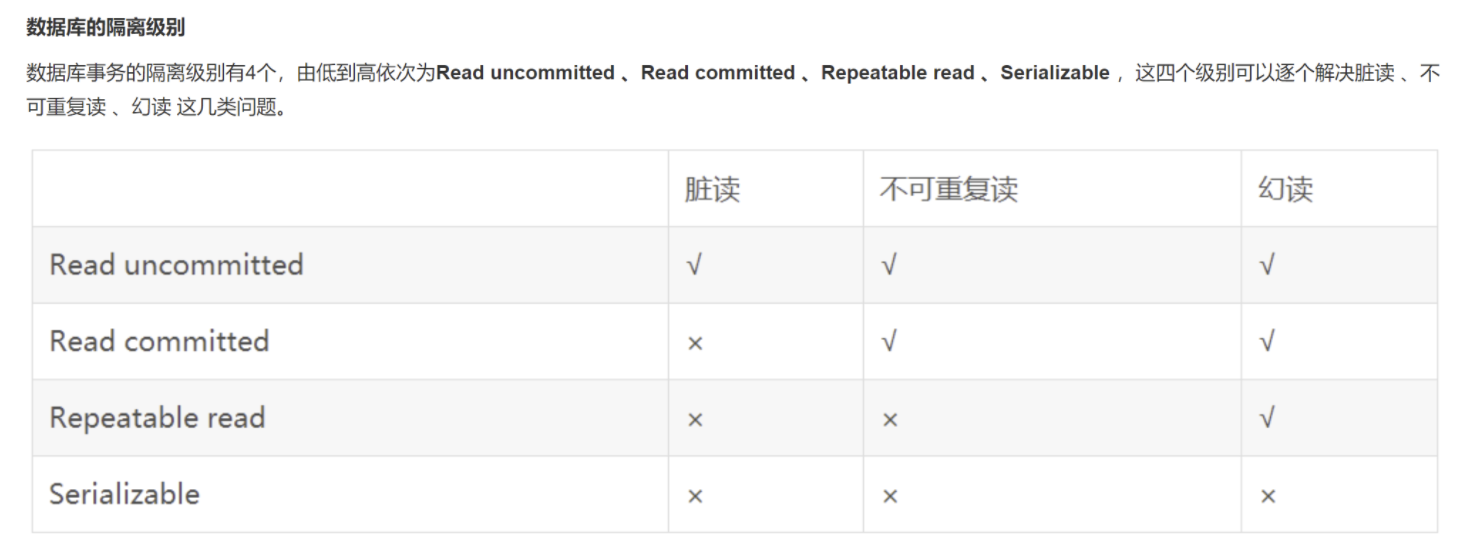 数据库的隔离级别
数据库事务的隔离级别有4个，由低到高依次为Read uncommitted 、Read committed 、Repeatable read 、Serializable ，这四个级别可以逐个解决脏读 、不
可重复读 、幻读 这几类问题。
脏读 不可重复读 幻读
Read uncommitted √ √ √
Read committed × √ √
Repeatable read × × √
Serializable × × ×